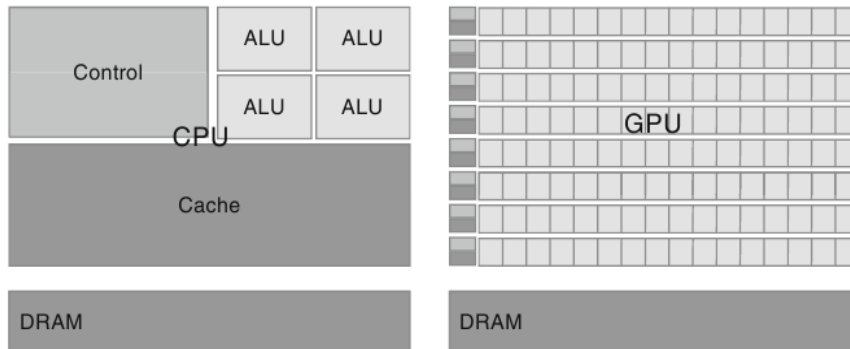 Control
ALU ALU
ALU ALU
CPU
Cache
DRAM
GPU
DRAM